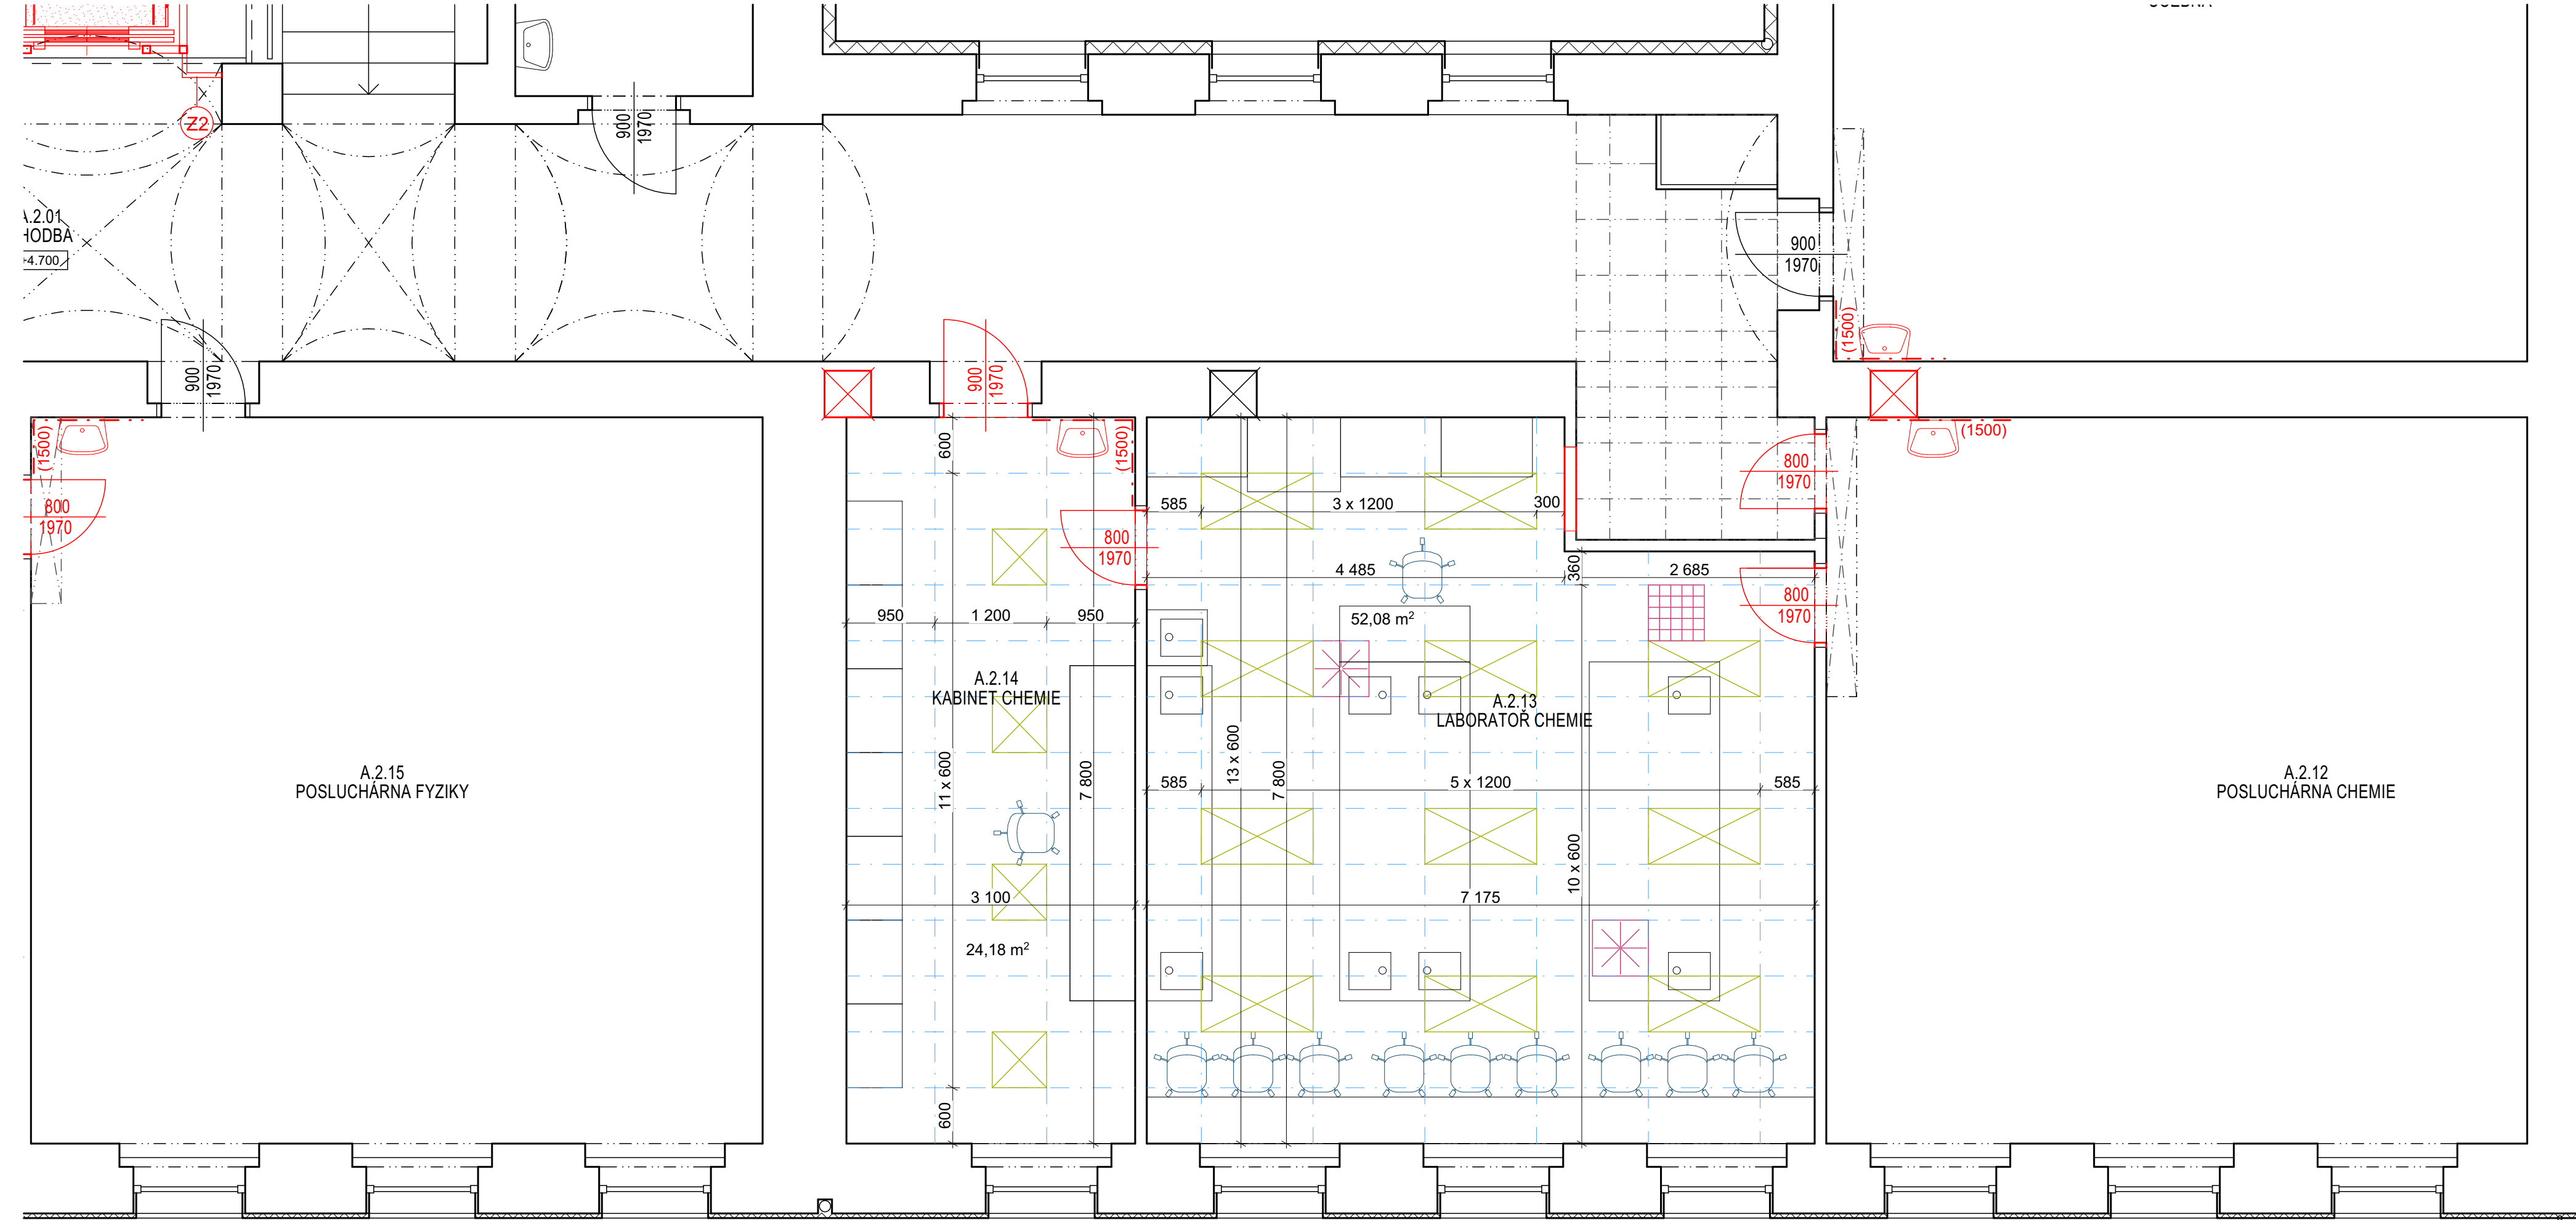 Z2
900
1970
A.2.01
HODBA
4.700
900
1970
(1500)
900
1970
900
1970
(1500)
800
1970
(1500)
800
1970
(1500)
800
1970
800
1970
600
585
3 x 1200
300
4 485
360
2 685
950
1 200
950
52,08 m²
A.2.14
KABINET CHEMIE
A.2.13
LABORATOŘ CHEMIE
A.2.15
POSLUCHÁRNA FYZIKY
A.2.12
POSLUCHÁRNA CHEMIE
11 x 600
7 800
13 x 600
7 800
585
5 x 1200
585
10 x 600
3 100
7 175
24,18 m²
600